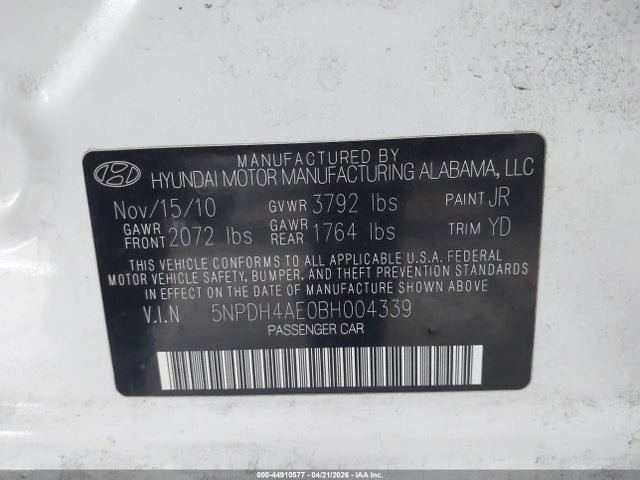 MANUFACTURED BY
HYUNDAI MOTOR MANUFACTURING ALABAMA, LLC
Nov/15/10 GVWR 3792 lbs PAINT JR
GAWR FRONT 2072 lbs GAWR REAR 1764 lbs TRIM YD
THIS VEHICLE CONFORMS TO ALL APPLICABLE U.S.A. FEDERAL
MOTOR VEHICLE SAFETY, BUMPER, AND THEFT PREVENTION STANDARDS
IN EFFECT ON THE DATE OF MANUFACTURE SHOWN ABOVE
V.I.N 5NPDH4AE0BH004339
PASSENGER CAR
000-44910577 - 04/21/2026 - COPYRIGHT IAA, LLC.